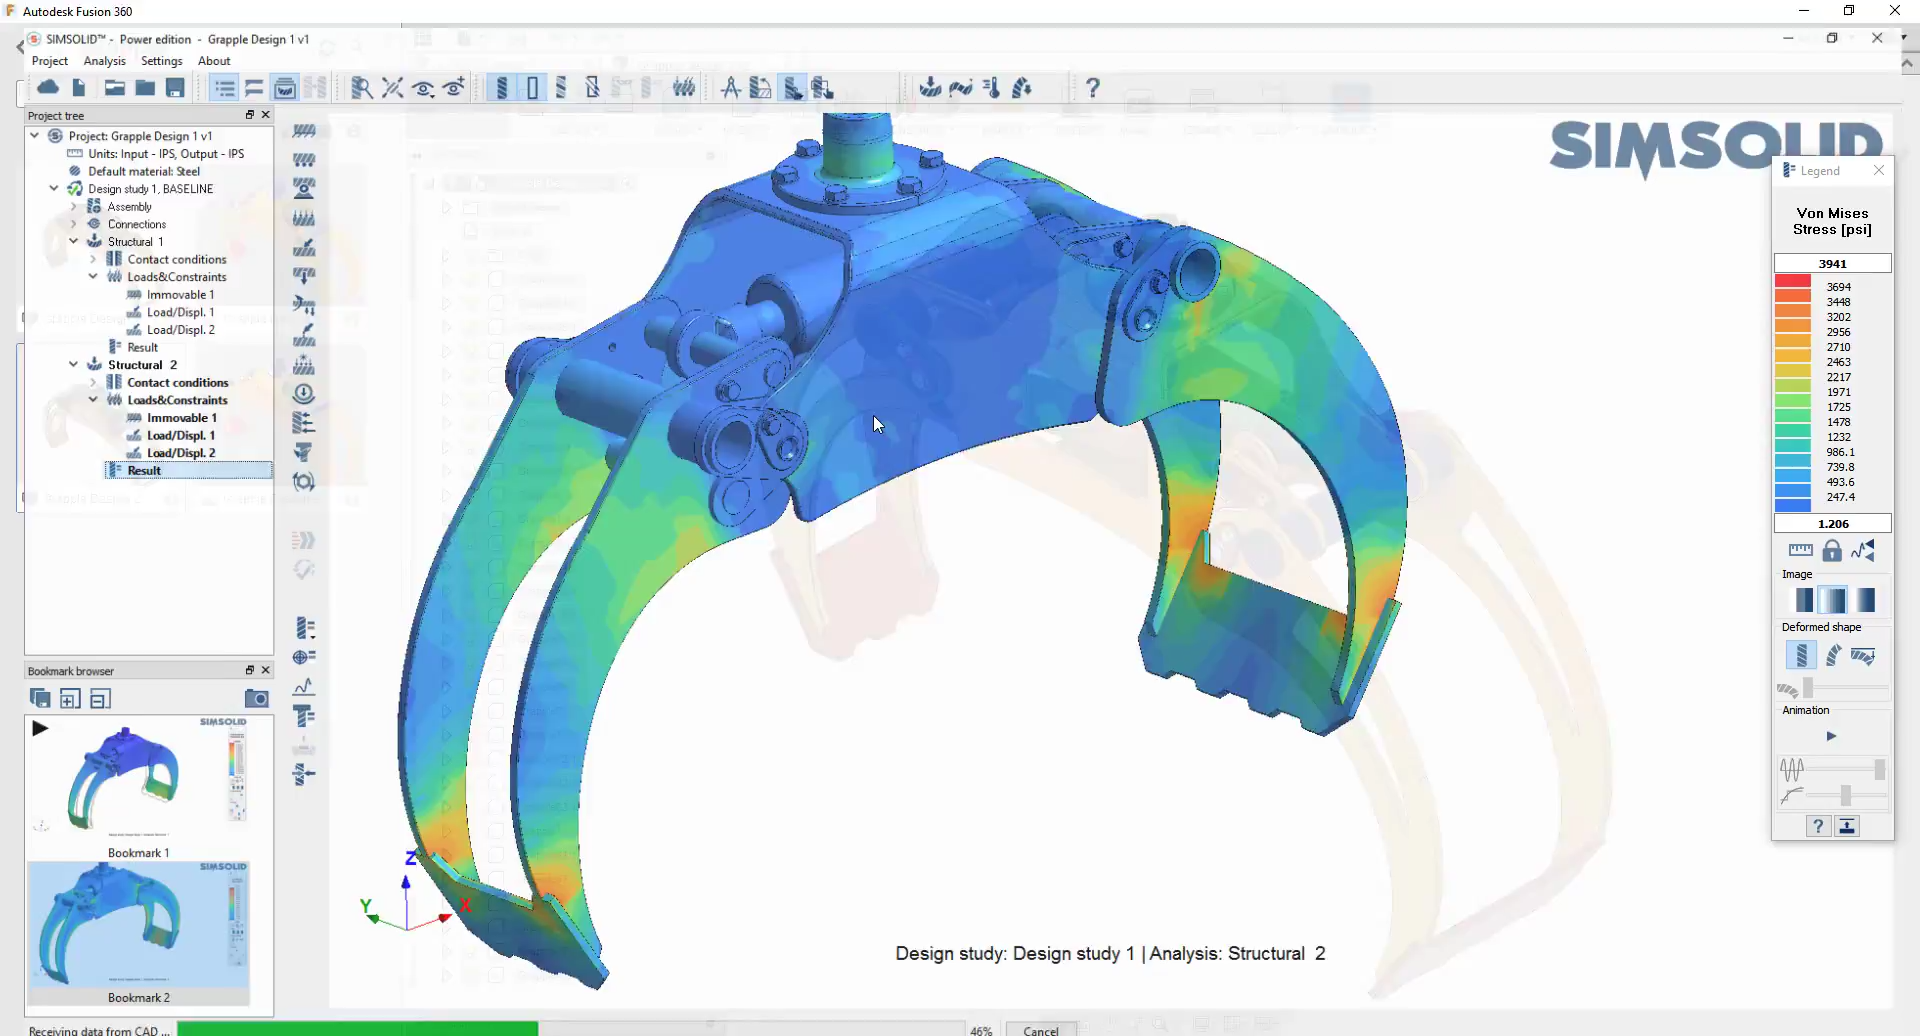 Autodesk Fusion 360
SIMSOLID™ - Power edition - Grapple Design 1 v1
Project Analysis Settings About
Project tree
Project: Grapple Design 1 v1
Units: Input - IPS, Output - IPS
Default material: Steel
Design study 1, BASELINE
Assembly
Connections
Structural 1
Contact conditions
Loads&Constraints
Immovable 1
Load/Displ. 1
Load/Displ. 2
Result
Structural 2
Contact conditions
Loads&Constraints
Immovable 1
Load/Displ. 1
Load/Displ. 2
Result
Bookmark browser
SIMSOLID
Bookmark 1
SIMSOLID
Bookmark 2
Receiving data from CAD ...
46%
Cancel
Z
Y
X
Design study: Design study 1 | Analysis: Structural 2
SIMSOLID
Legend
Von Mises
Stress [psi]
3941
3694
3448
3202
2956
2710
2463
2217
1971
1725
1478
1232
986.1
739.8
493.6
247.4
1.206
Image
Deformed shape
Animation